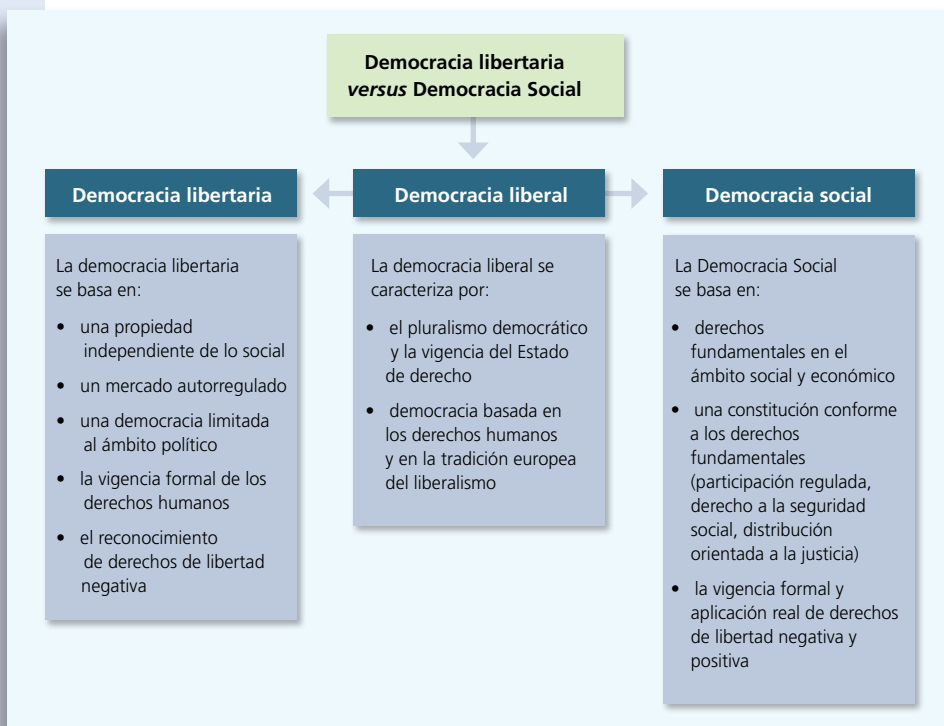 Democracia libertaria
versus Democracia Social
Democracia libertaria
La democracia libertaria
se basa en:
• una propiedad
independiente de lo social
• un mercado autorregulado
• una democracia limitada
al ámbito político
• la vigencia formal de los
derechos humanos
• el reconocimiento
de derechos de libertad
negativa
Democracia liberal
La democracia liberal se
caracteriza por:
• el pluralismo democrático
y la vigencia del Estado
de derecho
• democracia basada en
los derechos humanos
y en la tradición europea
del liberalismo
Democracia social
La Democracia Social
se basa en:
• derechos
fundamentales en el
ámbito social y económico
• una constitución conforme
a los derechos
fundamentales
(participación regulada,
derecho a la seguridad
social, distribución
orientada a la justicia)
• la vigencia formal y
aplicación real de derechos
de libertad negativa y
positiva